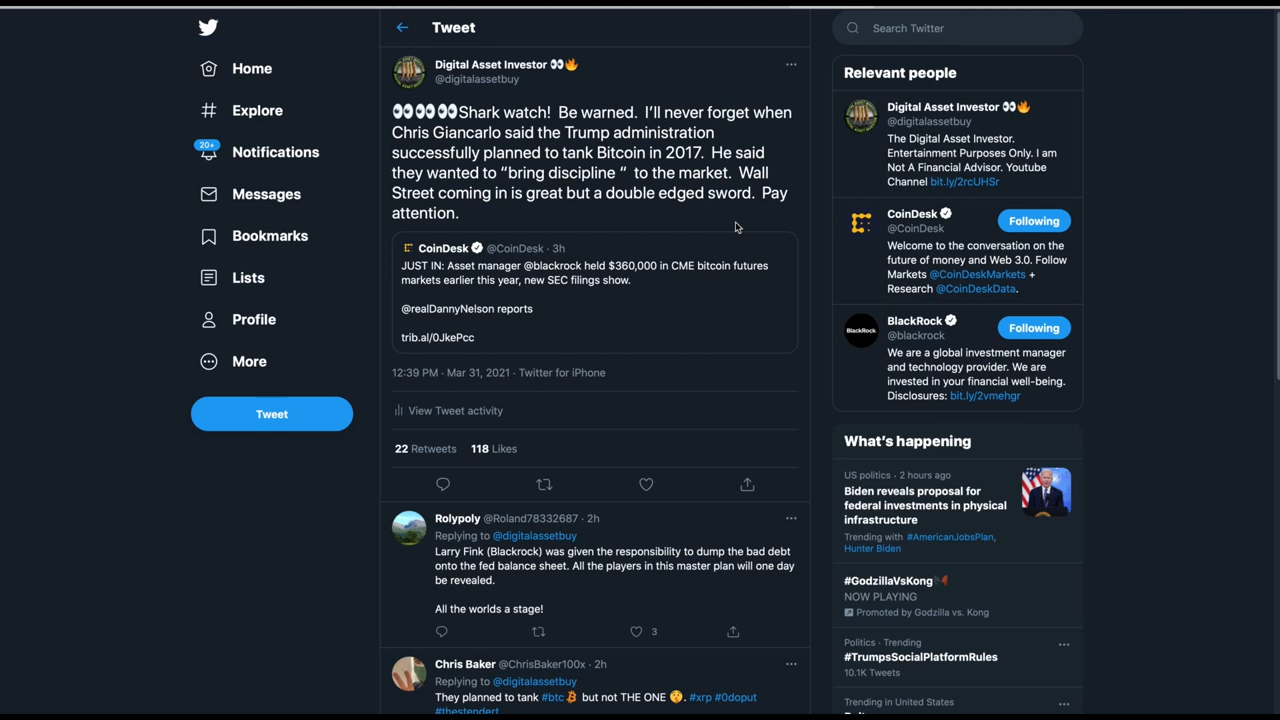 Home
Explore
20+
Notifications
Messages
Bookmarks
Lists
Profile
More
Tweet
Tweet
Digital Asset Investor 👀🔥
@digitalassetbuy
👀👀👀Shark watch! Be warned. I'll never forget when
Chris Giancarlo said the Trump administration
successfully planned to tank Bitcoin in 2017. He said
they wanted to "bring discipline " to the market. Wall
Street coming in is great but a double edged sword. Pay
attention.
CoinDesk @CoinDesk · 3h
JUST IN: Asset manager @blackrock held $360,000 in CME bitcoin futures
markets earlier this year, new SEC filings show.
@realDannyNelson reports
trib.al/0JkePcc
12:39 PM · Mar 31, 2021 · Twitter for iPhone
View Tweet activity
22 Retweets 118 Likes
Rolypoly @Roland78332687 · 2h
Replying to @digitalassetbuy
Larry Fink (Blackrock) was given the responsibility to dump the bad debt
onto the fed balance sheet. All the players in this master plan will one day
be revealed.
All the worlds a stage!
3
Chris Baker @ChrisBaker100x · 2h
Replying to @digitalassetbuy
They planned to tank #btc but not THE ONE 🤫. #xrp #0doput
#thestendert
Search Twitter
Relevant people
Digital Asset Investor 👀🔥
@digitalassetbuy
The Digital Asset Investor.
Entertainment Purposes Only. I am
Not A Financial Advisor. Youtube
Channel bit.ly/2rcUHSr
CoinDesk
@CoinDesk
Following
Welcome to the conversation on the
future of money and Web 3.0. Follow
Markets @CoinDeskMarkets +
Research @CoinDeskData.
BLACKROCK
BlackRock
@blackrock
Following
We are a global investment manager
and technology provider. We are
invested in your financial well-being.
Disclosures: bit.ly/2vmehgr
What's happening
US politics · 2 hours ago
Biden reveals proposal for
federal investments in physical
infrastructure
Trending with #AmericanJobsPlan,
Hunter Biden
#GodzillaVsKong
NOW PLAYING
Promoted by Godzilla vs. Kong
Politics · Trending
#TrumpsSocialPlatformRules
10.1K Tweets
Trending in United States